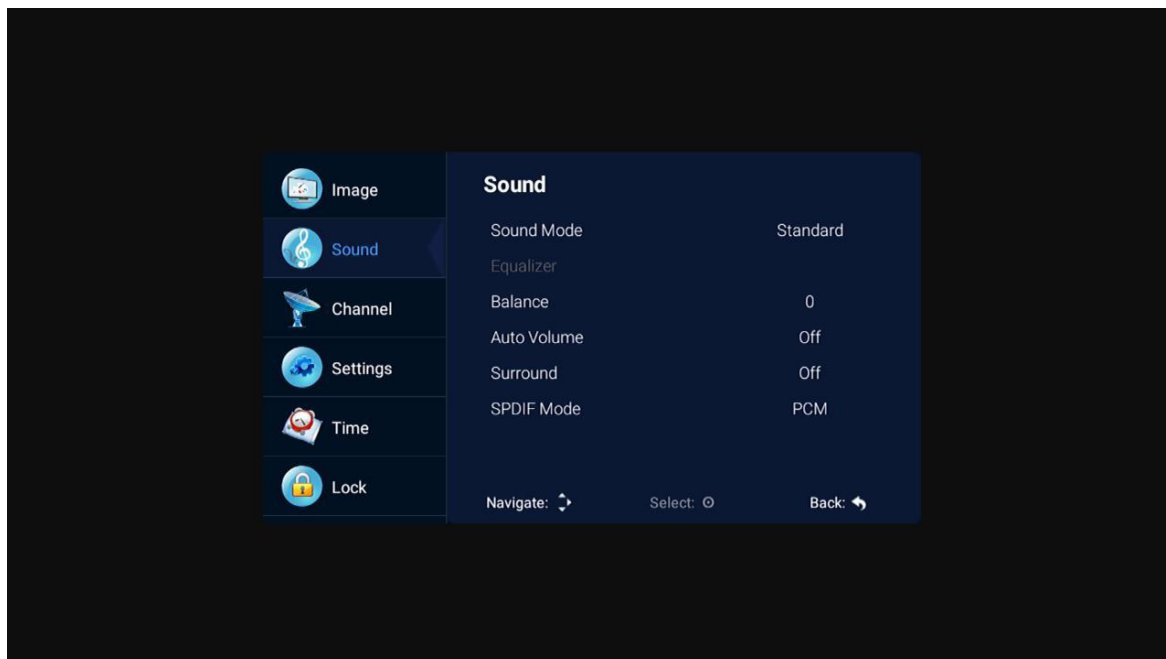 Image
Sound
Channel
Settings
Time
Lock
Sound
Sound Mode Standard
Equalizer
Balance 0
Auto Volume Off
Surround Off
SPDIF Mode PCM
Navigate: Select: Back: